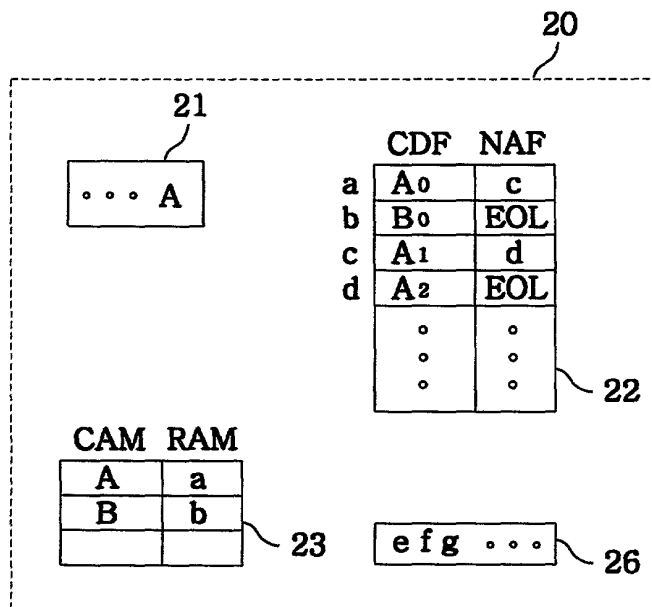 20
21
∘ ∘ ∘ A
CDF NAF
a A0 c
b B0 EOL
c A1 d
d A2 EOL
22
CAM RAM
A a
B b
23
e f g ∘ ∘ ∘
26